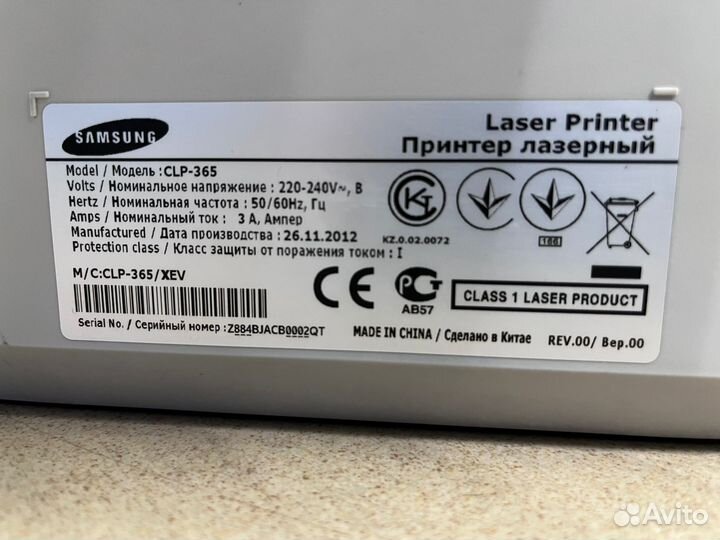 SAMSUNG
Laser Printer
Принтер лазерный
Model / Модель :CLP-365
Volts / Номинальное напряжение : 220-240V~, В
Hertz / Номинальная частота : 50/60Hz, Гц
Amps / Номинальный ток : 3 А, Ампер
Manufactured / Дата производства : 26.11.2012
Protection class / Класс защиты от поражения током : I
KZ.0.02.0072
166
M/C:CLP-365/XEV
CE
РСТ
АВ57
CLASS 1 LASER PRODUCT
Serial No. / Серийный номер :Z884BJACB0002QT
MADE IN CHINA / Сделано в Китае
REV.00/ Вер.00
Avito